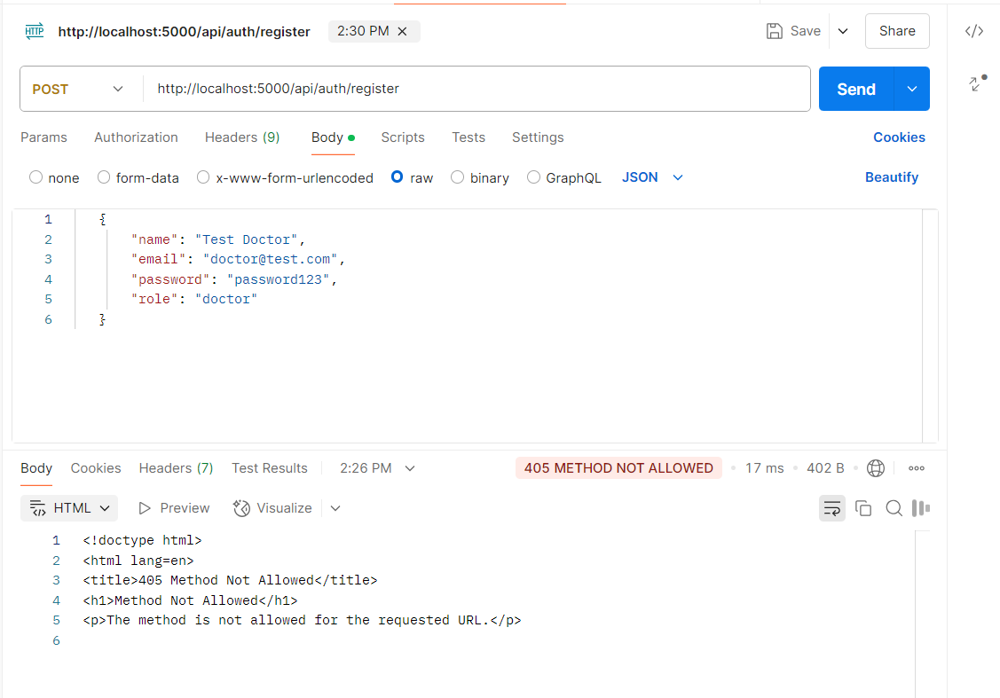 HTTP http://localhost:5000/api/auth/register 2:30 PM Save Share
POST http://localhost:5000/api/auth/register Send
Params Authorization Headers (9) Body Scripts Tests Settings Cookies
none form-data x-www-form-urlencoded raw binary GraphQL JSON Beautify
1 {
2 "name": "Test Doctor",
3 "email": "doctor@test.com",
4 "password": "password123",
5 "role": "doctor"
6 }
Body Cookies Headers (7) Test Results 2:26 PM 405 METHOD NOT ALLOWED 17 ms 402 B
HTML Preview Visualize
1 <!doctype html>
2 <html lang=en>
3 <title>405 Method Not Allowed</title>
4 <h1>Method Not Allowed</h1>
5 <p>The method is not allowed for the requested URL.</p>
6